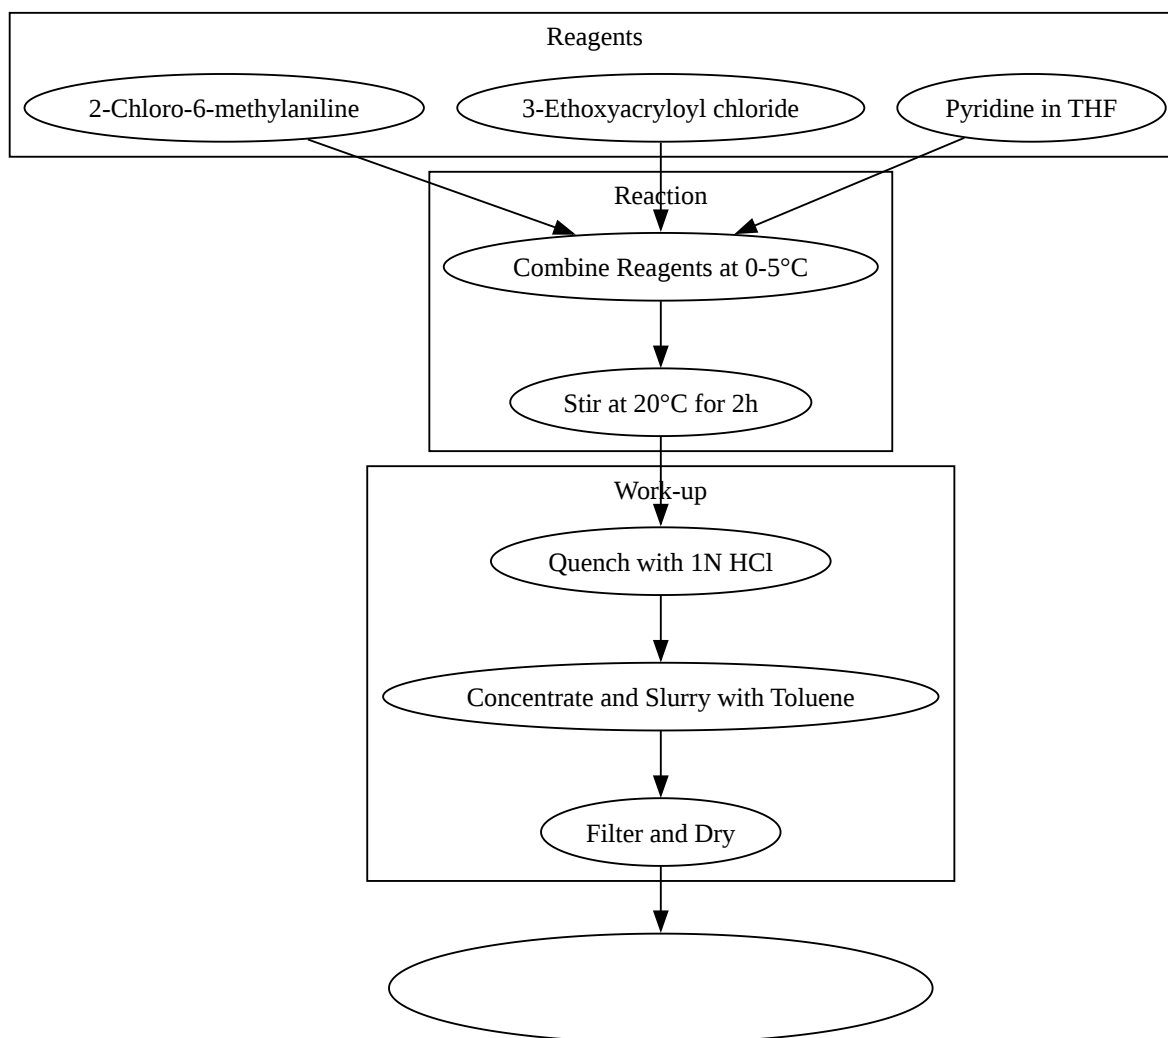 Reagents
2-Chloro-6-methylaniline
3-Ethoxyacryloyl chloride
Pyridine in THF
Reaction
Combine Reagents at 0-5°C
Stir at 20°C for 2h
Work-up
Quench with 1N HCl
Concentrate and Slurry with Toluene
Filter and Dry